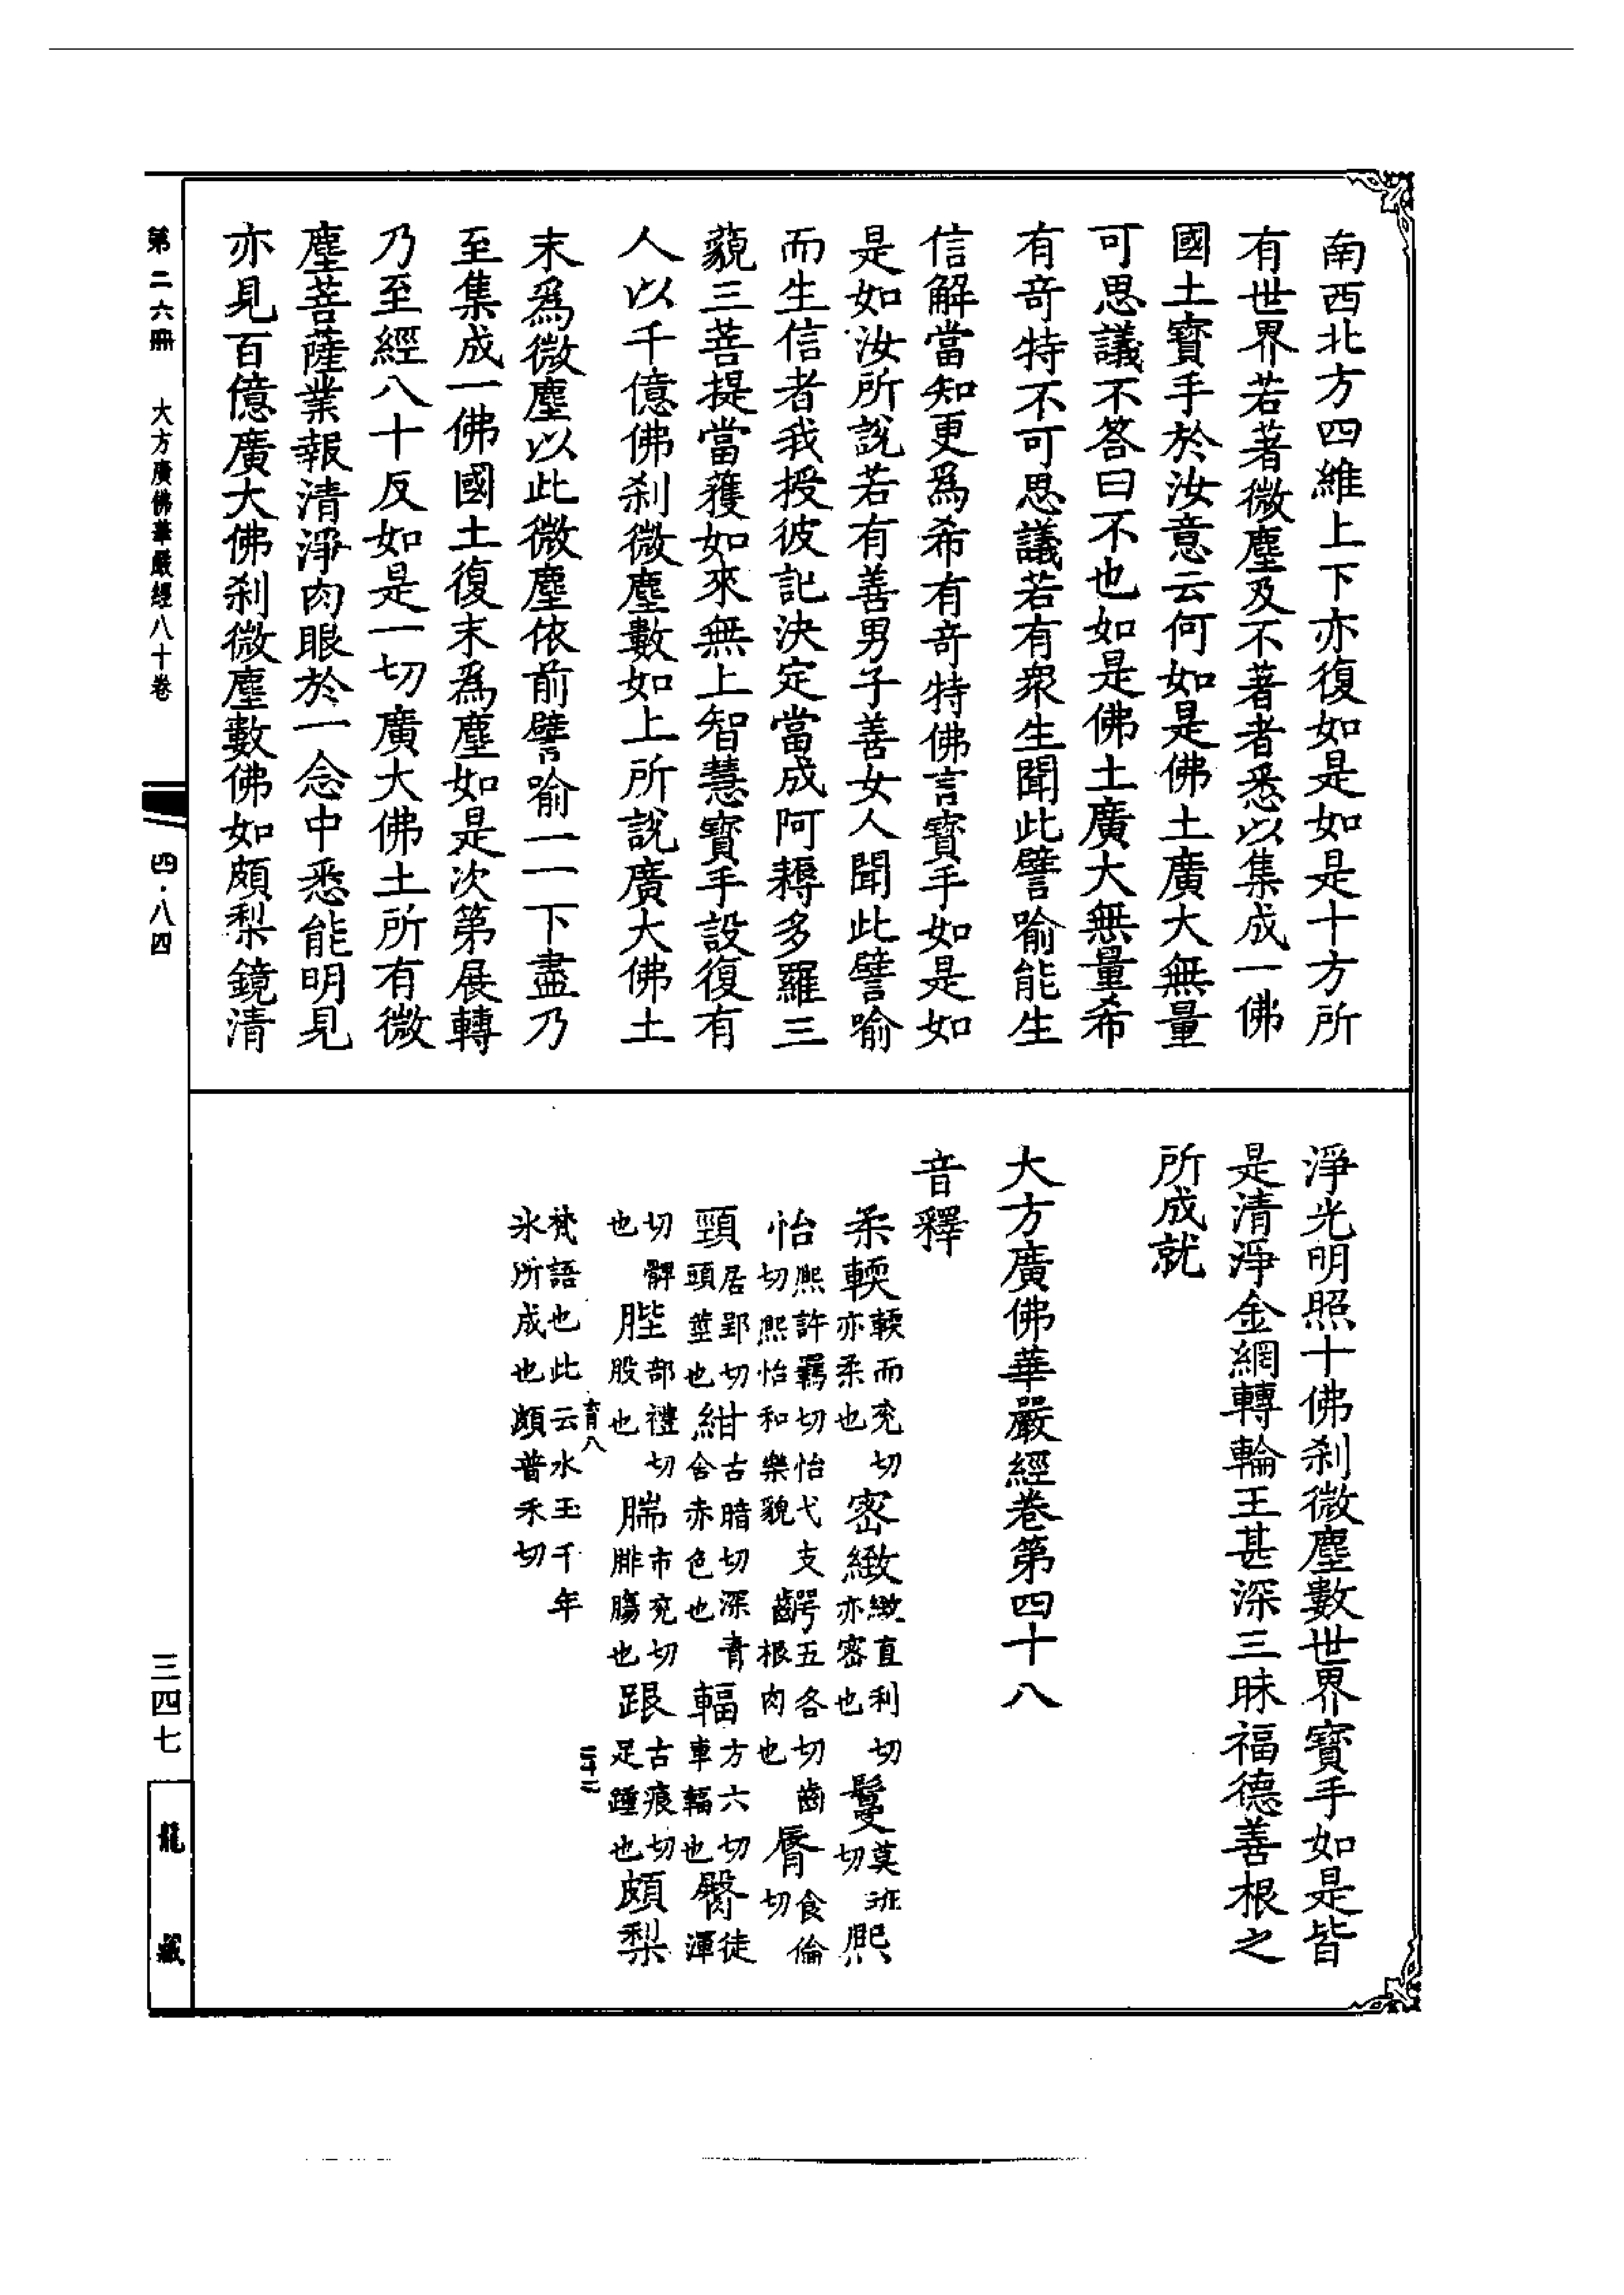 南西北方四維上下亦復如是如是十方所
有世界若著微塵及不著者悉以集成一佛
國土寶手於汝意云何如是佛土廣大無量
可思議不答曰不也如是佛土廣大無量希
有奇特不可思議若有衆生聞此譬喻能生
信解當知更爲希有奇特佛言寶手如是如
是如汝所說若有善男子善女人聞此譬喻
而生信者我授彼記決定當成阿耨多羅三
藐三菩提當獲如來無上智慧寶手設復有
人以千億佛刹微塵數如上所說廣大佛土
末爲微塵以此微塵依前譬喻一一下盡乃
至集成一佛國土復末爲塵如是次第展轉
乃至經八十反如是一切廣大佛土所有微
塵菩薩業報清淨肉眼於一念中悉能明見
亦見百億廣大佛刹微塵數佛如頗梨鏡清
淨光明照十佛刹微塵數世界寶手如是皆
是清淨金網轉輪王甚深三昧福德善根之
所成就
大方廣佛華嚴經卷第四十八
音釋
柔輭輭而兖切亦柔也 密緻緻直利切亦密也 鬘莫班切 熈
怡熈許羈切怡弋支切熈怡和樂貌 齶五各切齒根肉也 脣食倫切
頸居郢切頭莖也 紺古暗切深青含赤色也 輻方六切車輻也 臋徒渾
切髀也 䏶部禮切股也 腨市兖切腓腸也 跟古痕切足踵也 頗梨
梵語也此云水玉千年氷所成也頗普禾切
育八
二十二
第二六冊 大方廣佛華嚴經八十卷 四·八四
三四七
龍藏